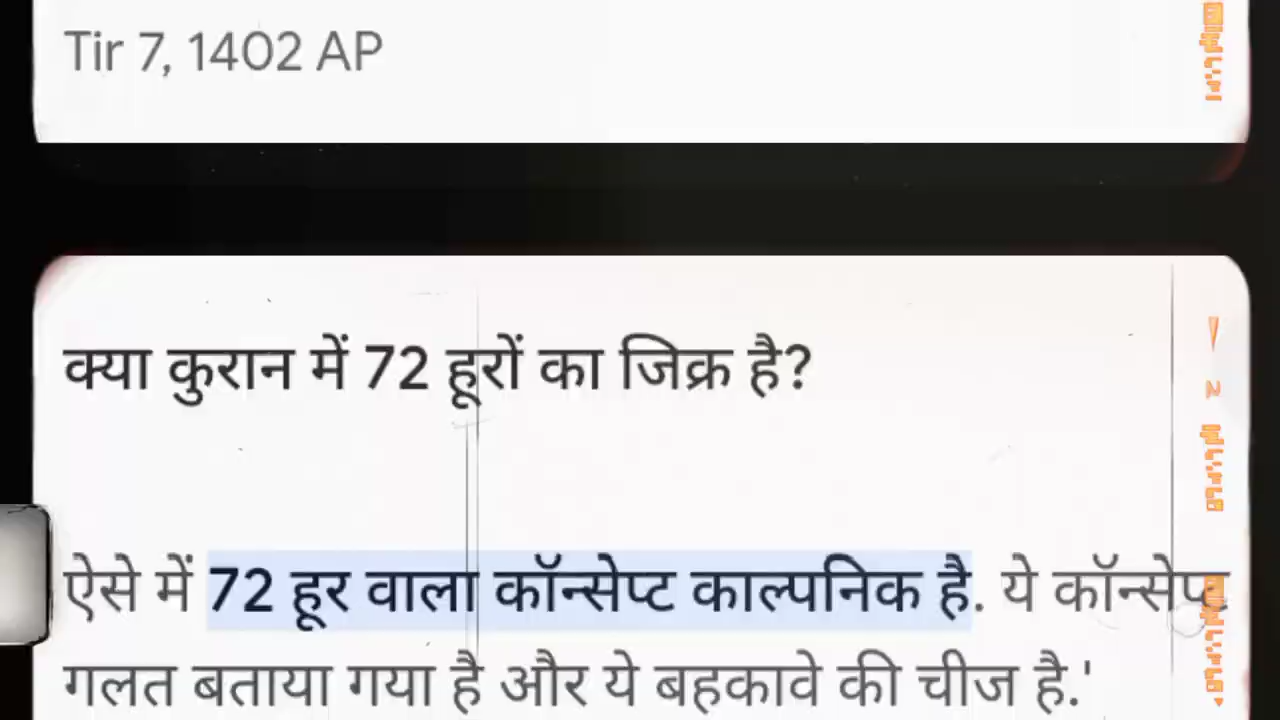 Tir 7, 1402 AP
क्या कुरान में 72 हूरों का जिक्र है?
ऐसे में 72 हूर वाला कॉन्सेप्ट काल्पनिक है. ये कॉन्सेप्ट
गलत बताया गया है और ये बहकावे की चीज है.'